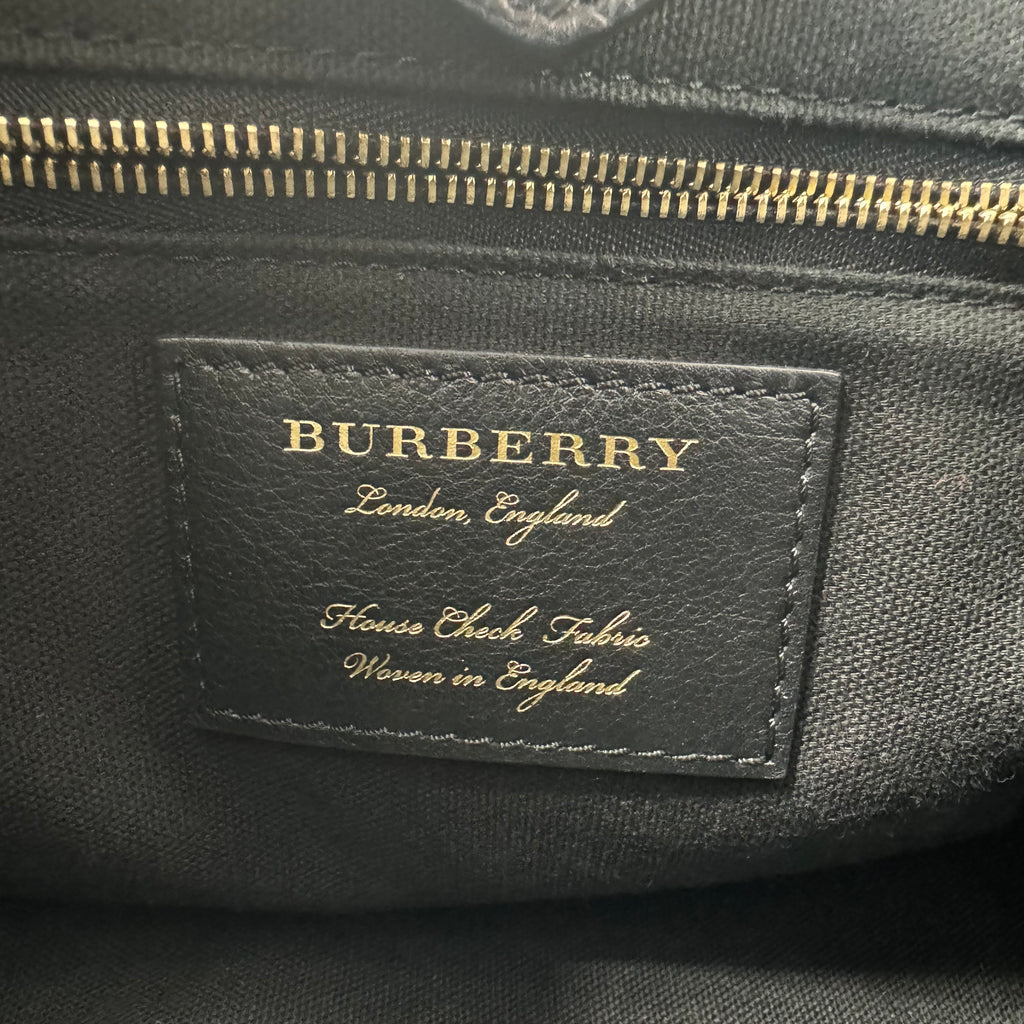 BURBERRY
London, England
House Check Fabric
Woven in England